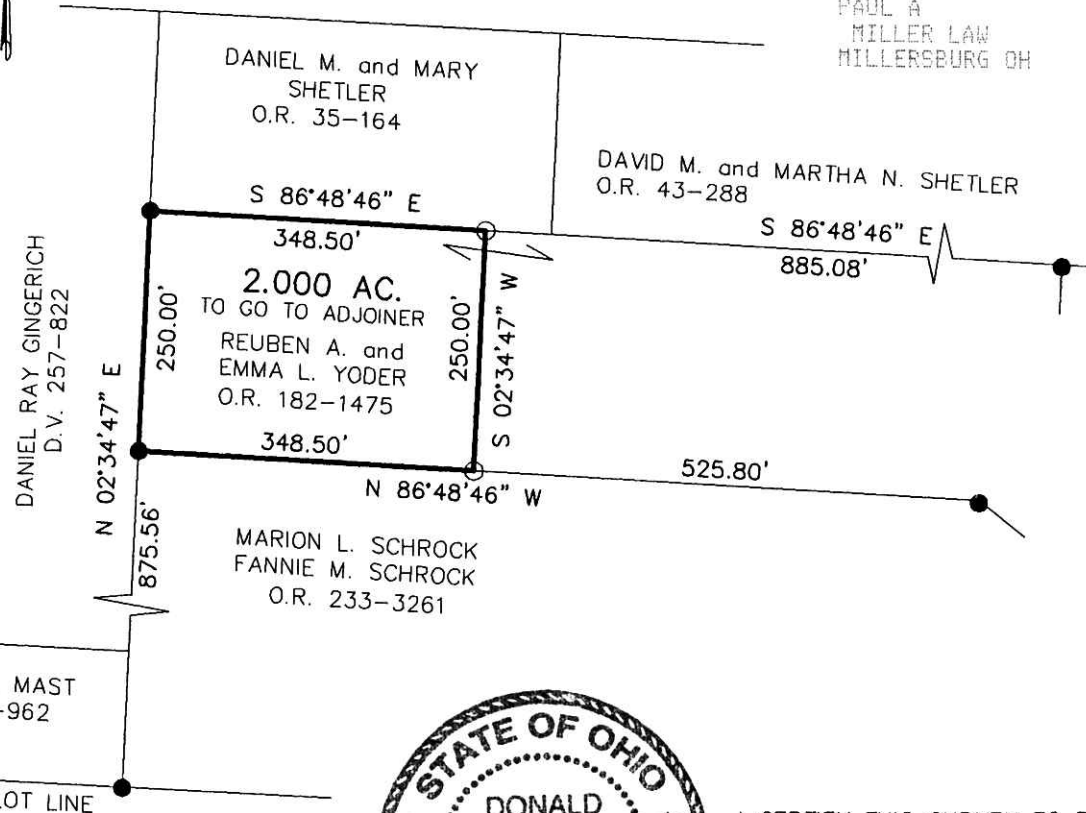 PAUL A
MILLER LAW
MILLERSBURG OH
DANIEL M. and MARY
SHETLER
O.R. 35-164
DAVID M. and MARTHA N. SHETLER
O.R. 43-288
S 86°48'46" E
348.50'
S 86°48'46" E
885.08'
DANIEL RAY GINGERICH
D.V. 257-822
N 02°34'47" E
250.00'
2.000 AC.
TO GO TO ADJOINER
REUBEN A. and
EMMA L. YODER
O.R. 182-1475
250.00'
S 02°34'47" W
348.50'
N 86°48'46" W
525.80'
875.56'
MARION L. SCHROCK
FANNIE M. SCHROCK
O.R. 233-3261
MAST
-962
LOT LINE
STATE OF OHIO
DONALD